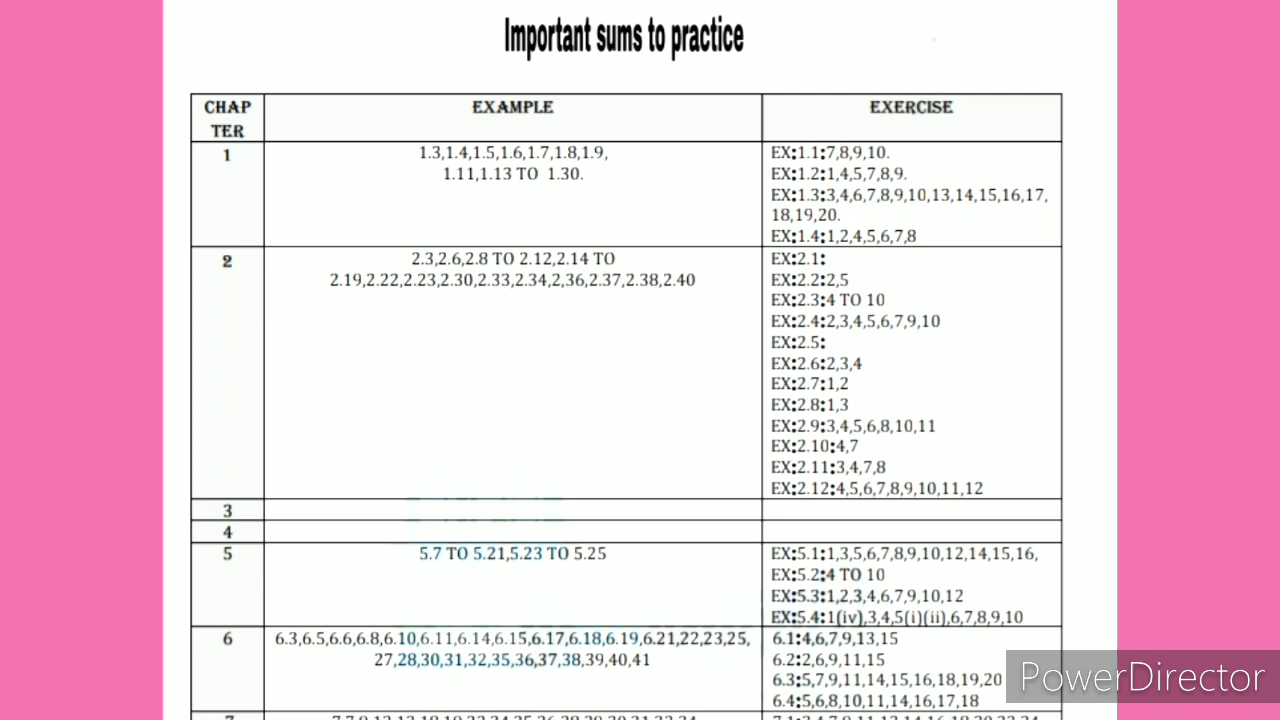 Important sums to practice
CHAP
TER
EXAMPLE
EXERCISE
1
1.3,1.4,1.5,1.6,1.7,1.8,1.9,
1.11,1.13 TO 1.30.
EX:1.1:7,8,9,10.
EX:1.2:1,4,5,7,8,9.
EX:1.3:3,4,6,7,8,9,10,13,14,15,16,17,
18,19,20.
EX:1.4:1,2,4,5,6,7,8
2
2.3,2.6,2.8 TO 2.12,2.14 TO
2.19,2.22,2.23,2.30,2.33,2.34,2,36,2.37,2.38,2.40
EX:2.1:
EX:2.2:2,5
EX:2.3:4 TO 10
EX:2.4:2,3,4,5,6,7,9,10
EX:2.5:
EX:2.6:2,3,4
EX:2.7:1,2
EX:2.8:1,3
EX:2.9:3,4,5,6,8,10,11
EX:2.10:4,7
EX:2.11:3,4,7,8
EX:2.12:4,5,6,7,8,9,10,11,12
3
4
5
5.7 TO 5.21,5.23 TO 5.25
EX:5.1:1,3,5,6,7,8,9,10,12,14,15,16,
EX:5.2:4 TO 10
EX:5.3:1,2,3,4,6,7,9,10,12
EX:5.4:1(iv),3,4,5(i)(ii),6,7,8,9,10
6
6.3,6.5,6.6,6.8,6.10,6.11,6.14,6.15,6.17,6.18,6.19,6.21,22,23,25,
27,28,30,31,32,35,36,37,38,39,40,41
6.1:4,6,7,9,13,15
6.2:2,6,9,11,15
6.3:5,7,9,11,14,15,16,18,19,20
6.4:5,6,8,10,11,14,16,17,18
PowerDirector